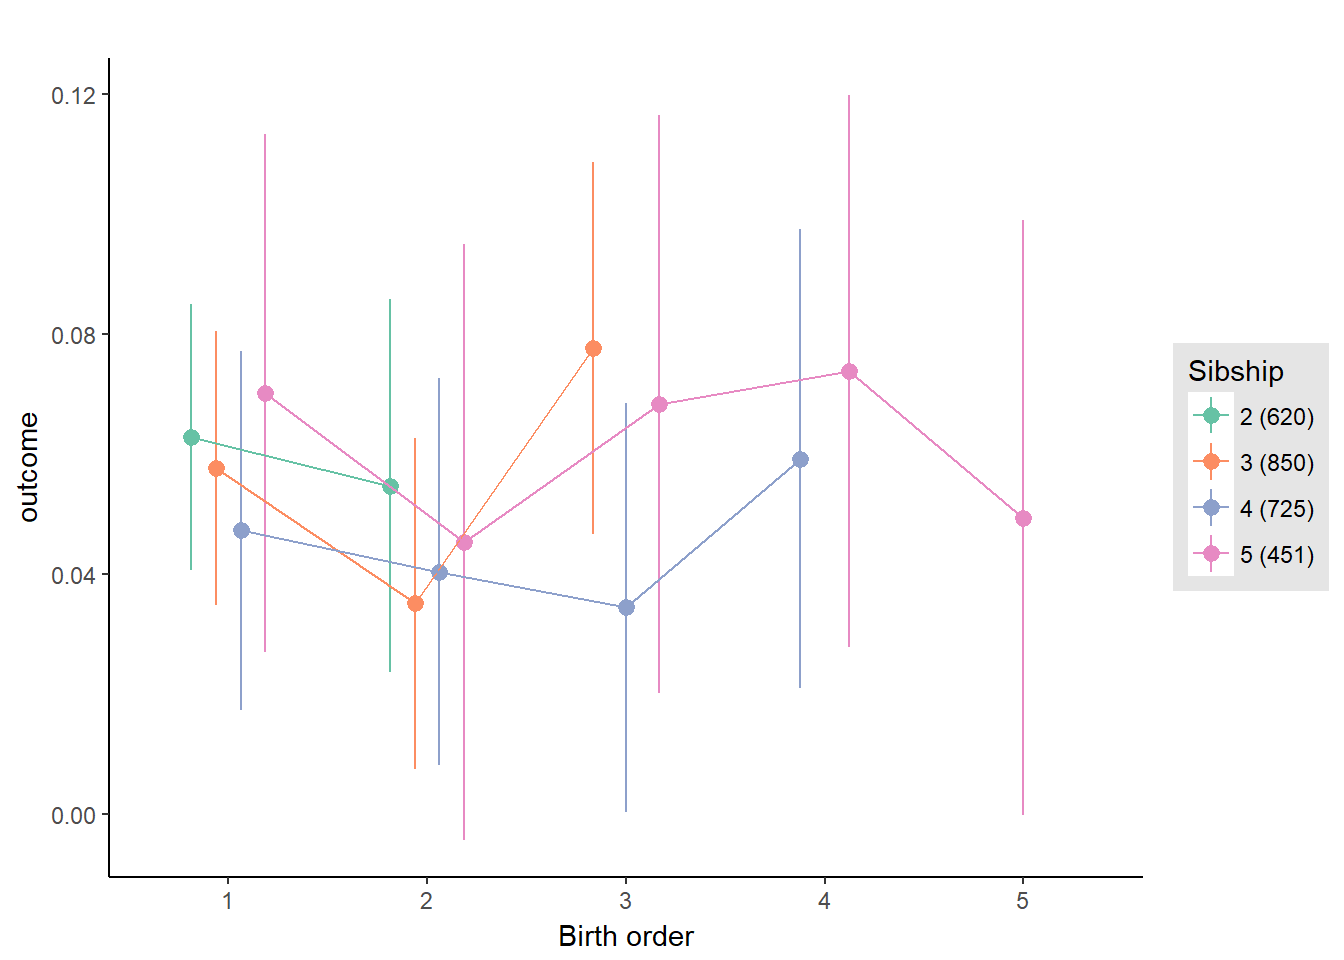 0.12
0.08
0.04
0.00
outcome
1 2 3 4 5
Birth order
Sibship
2 (620)
3 (850)
4 (725)
5 (451)